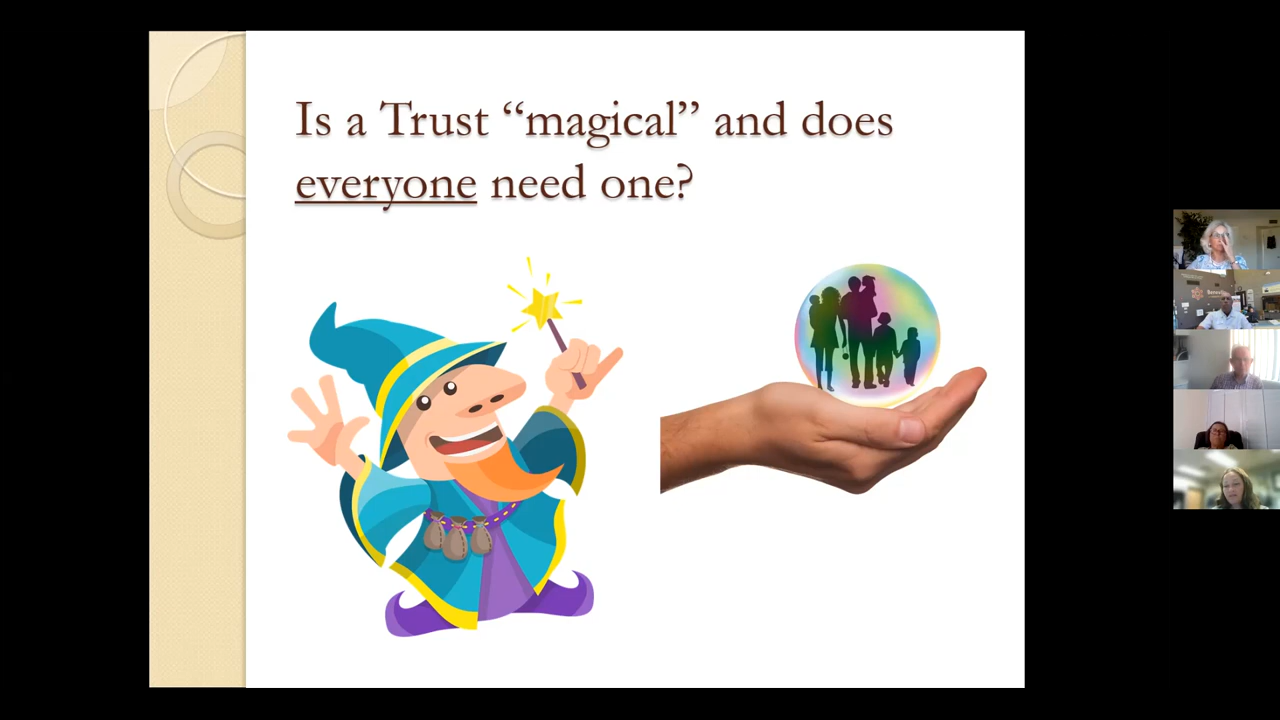 Is a Trust “magical” and does
everyone need one?